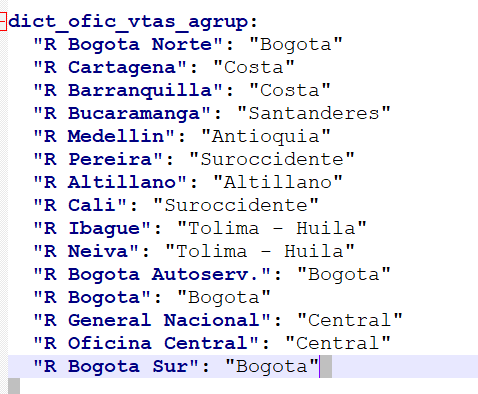 dict_ofic_vtas_agrup:
"R Bogota Norte": "Bogota"
"R Cartagena": "Costa"
"R Barranquilla": "Costa"
"R Bucaramanga": "Santanderes"
"R Medellin": "Antioquia"
"R Pereira": "Suroccidente"
"R Altillano": "Altillano"
"R Cali": "Suroccidente"
"R Ibague": "Tolima - Huila"
"R Neiva": "Tolima - Huila"
"R Bogota Autoserv.": "Bogota"
"R Bogota": "Bogota"
"R General Nacional": "Central"
"R Oficina Central": "Central"
"R Bogota Sur": "Bogota"